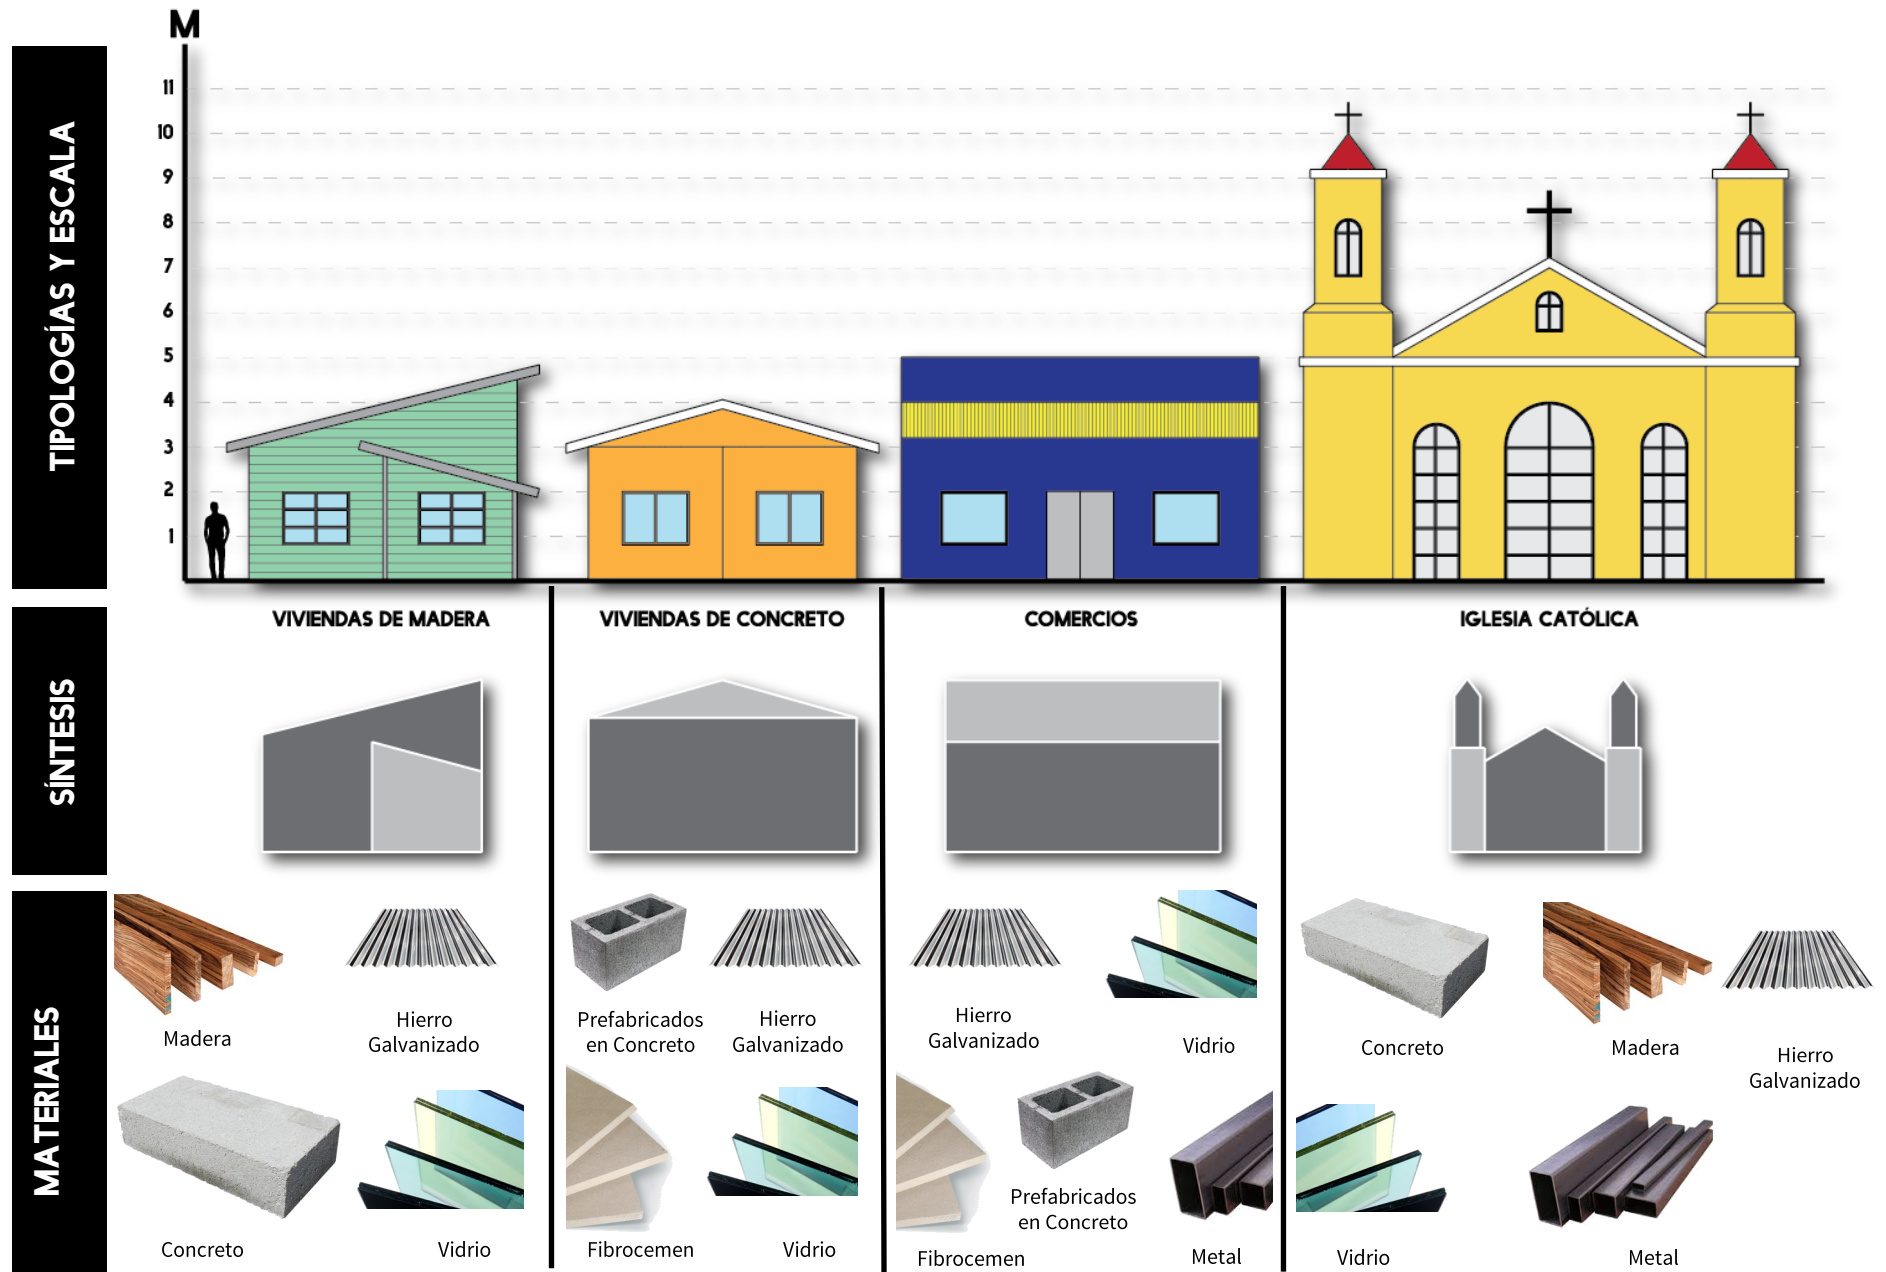 M
11
10
9
8
7
6
5
4
3
2
1
TIPOLOGÍAS Y ESCALA
VIVIENDAS DE MADERA
VIVIENDAS DE CONCRETO
COMERCIOS
IGLESIA CATÓLICA
SÍNTESIS
MATERIALES
Madera
Hierro
Galvanizado
Concreto
Vidrio
Prefabricados
en Concreto
Hierro
Galvanizado
Fibrocemen
Vidrio
Hierro
Galvanizado
Vidrio
Fibrocemen
Prefabricados
en Concreto
Metal
Concreto
Madera
Hierro
Galvanizado
Vidrio
Metal